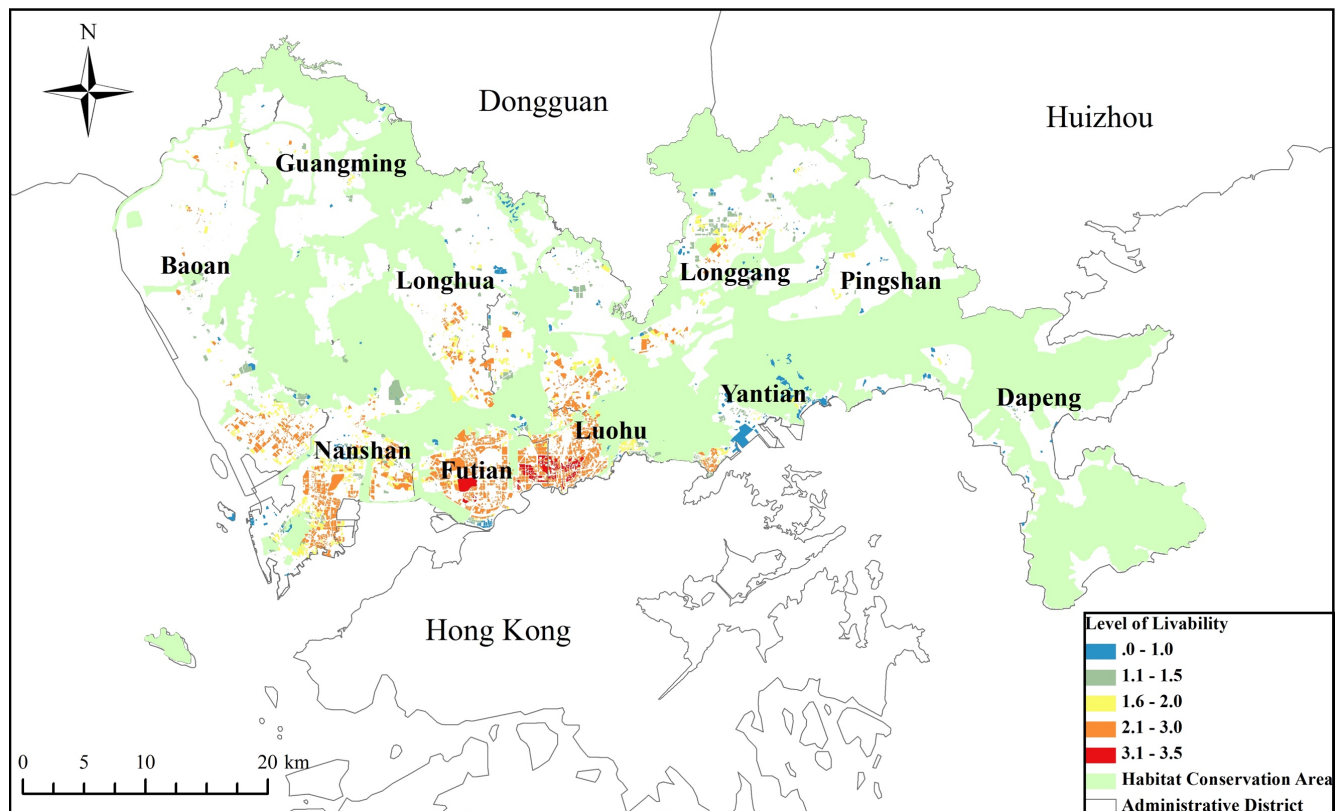 N
Dongguan
Huizhou
Guangming
Baoan
Longhua
Longgang
Pingshan
Yantian
Dapeng
Luohu
Nanshan
Futian
Hong Kong
Level of Livability
.0 - 1.0
1.1 - 1.5
1.6 - 2.0
2.1 - 3.0
3.1 - 3.5
Habitat Conservation Area
Administrative District
0 5 10 20 km